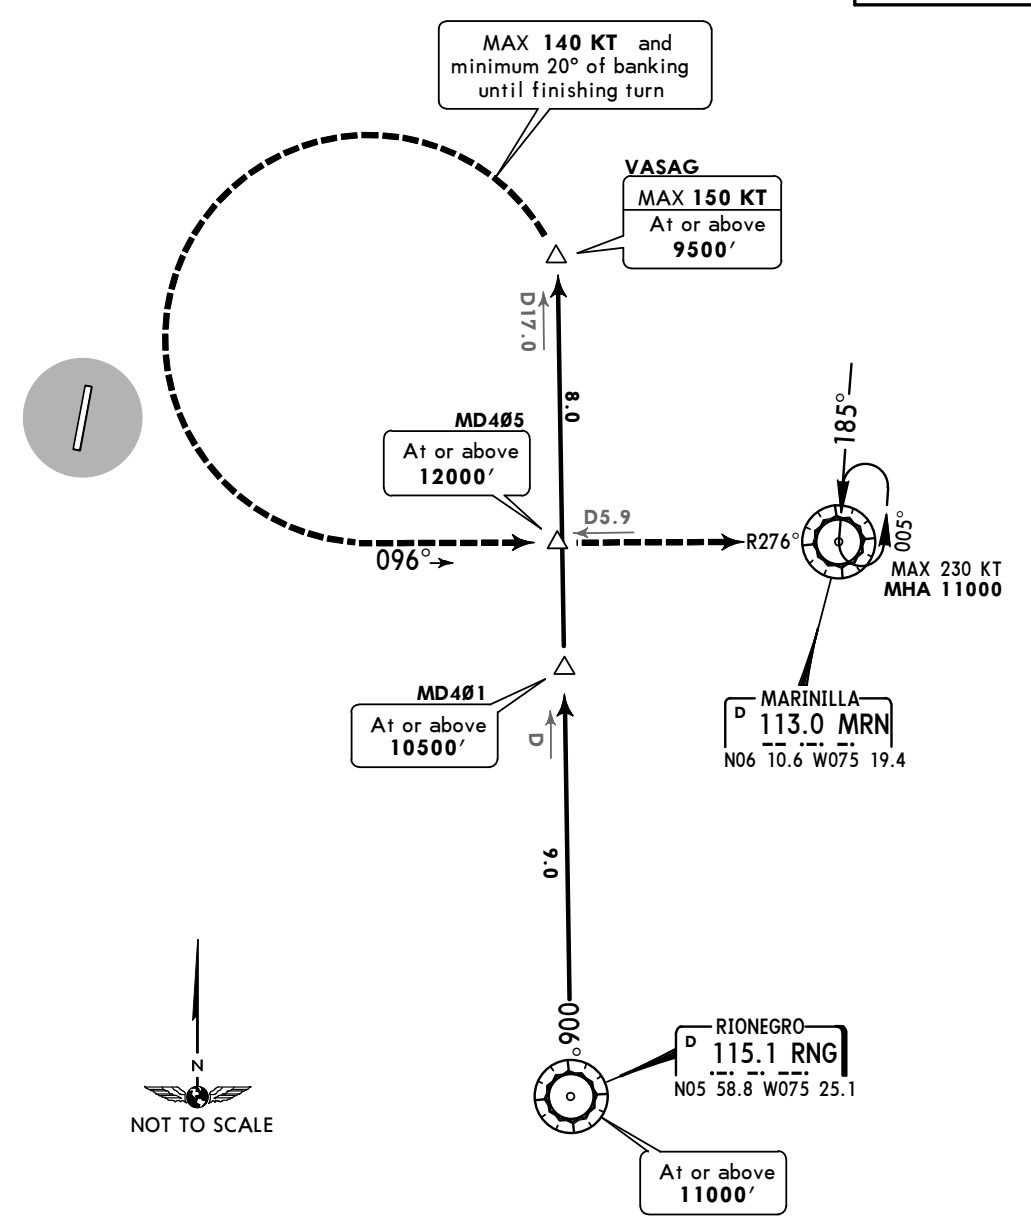 MAX 140 KT and
minimum 20° of banking
until finishing turn
VASAG
MAX 150 KT
At or above
9500′
D17.0
8.0
MD4Ø5
At or above
12000′
D5.9
096°
R276°
185°
005°
MAX 230 KT
MHA 11000
MD4Ø1
At or above
10500′
D
MARINILLA
D 113.0 MRN
N06 10.6 W075 19.4
9.0
006°
RIONEGRO
D 115.1 RNG
N05 58.8 W075 25.1
At or above
11000′
N
NOT TO SCALE